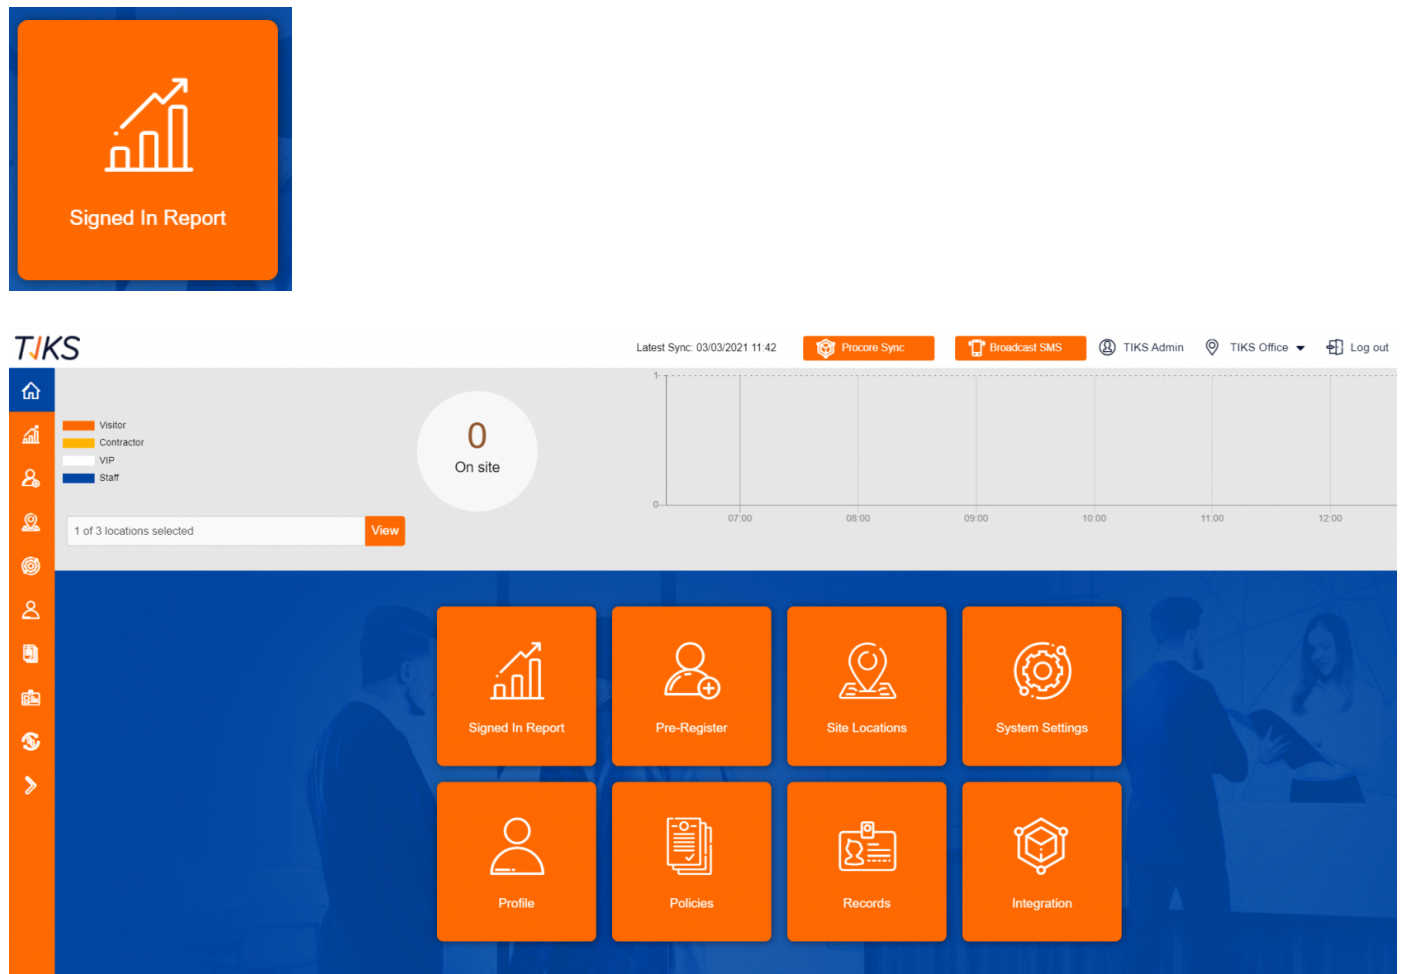 Signed In Report
TIKS
Latest Sync: 03/03/2021 11:42
Procore Sync
Broadcast SMS
TIKS Admin
TIKS Office
Log out
Visitor
Contractor
VIP
Staff
0
On site
1 of 3 locations selected
View
1
0
07:00
08:00
09:00
10:00
11:00
12:00
Signed In Report
Pre-Register
Site Locations
System Settings
Profile
Policies
Records
Integration